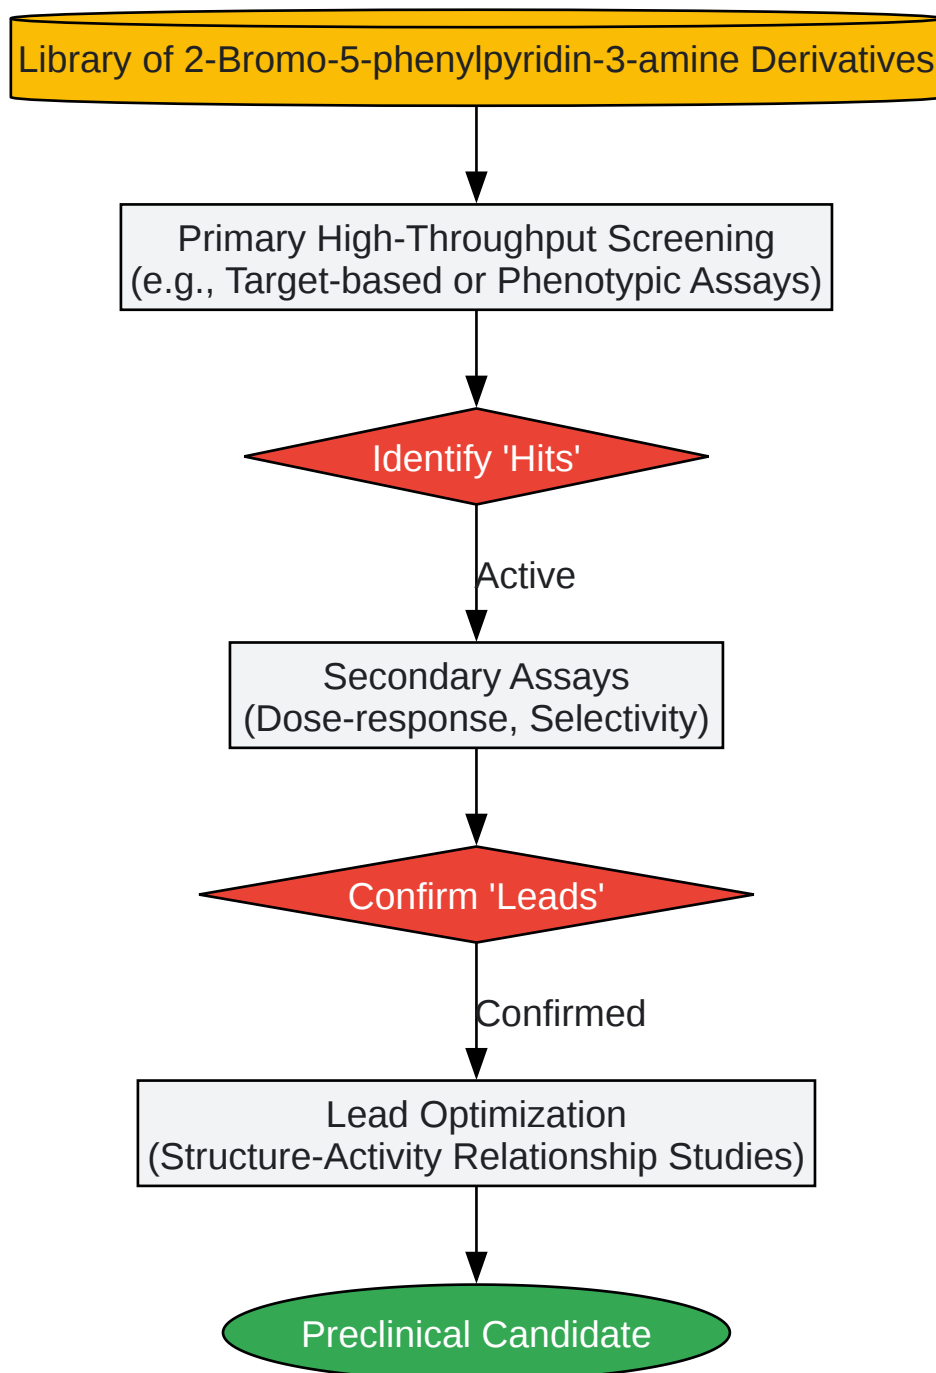 Library of 2-Bromo-5-phenylpyridin-3-amine Derivatives
Primary High-Throughput Screening
(e.g., Target-based or Phenotypic Assays)
Identify 'Hits'
Active
Secondary Assays
(Dose-response, Selectivity)
Confirm 'Leads'
Confirmed
Lead Optimization
(Structure-Activity Relationship Studies)
Preclinical Candidate